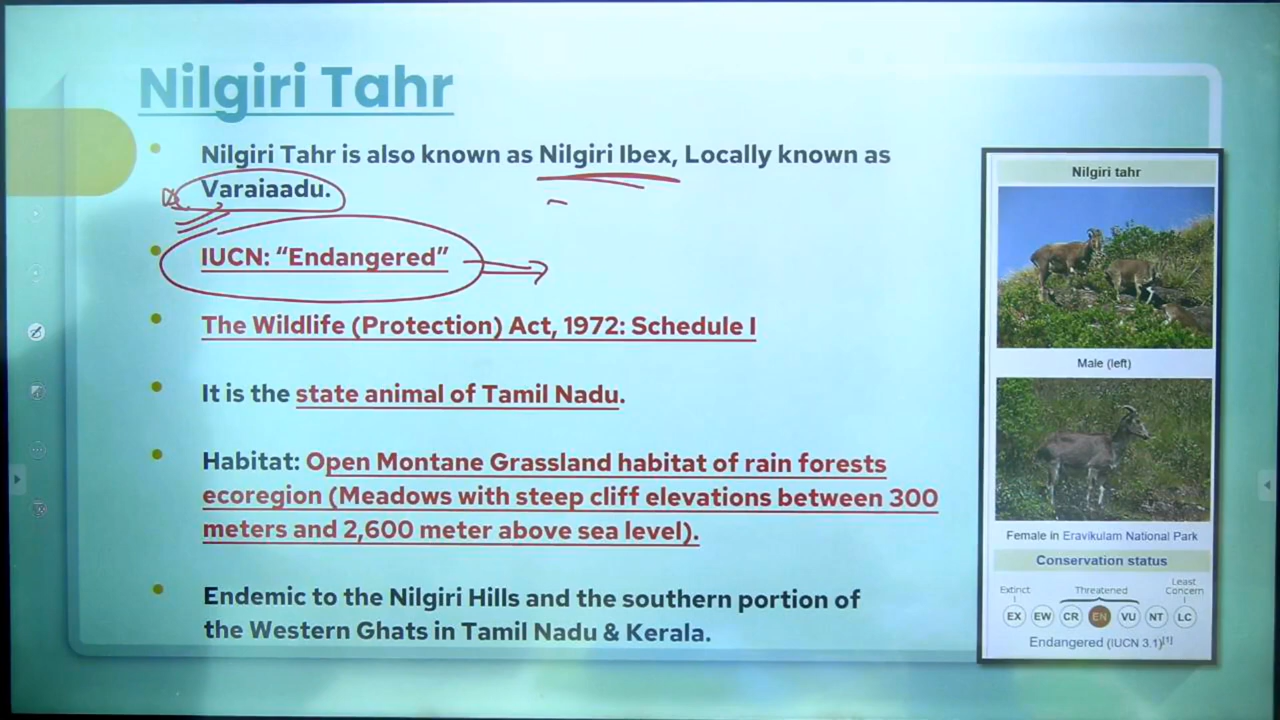 Nilgiri Tahr
Nilgiri Tahr is also known as Nilgiri Ibex, Locally known as
Varaiaadu.
IUCN: “Endangered”
The Wildlife (Protection) Act, 1972: Schedule I
It is the state animal of Tamil Nadu.
Habitat: Open Montane Grassland habitat of rain forests
ecoregion (Meadows with steep cliff elevations between 300
meters and 2,600 meter above sea level).
Endemic to the Nilgiri Hills and the southern portion of
the Western Ghats in Tamil Nadu & Kerala.
Nilgiri tahr
Male (left)
Female in Eravikulam National Park
Conservation status
Extinct Threatened Least Concern
EX EW CR EN VU NT LC
Endangered (IUCN 3.1)[1]